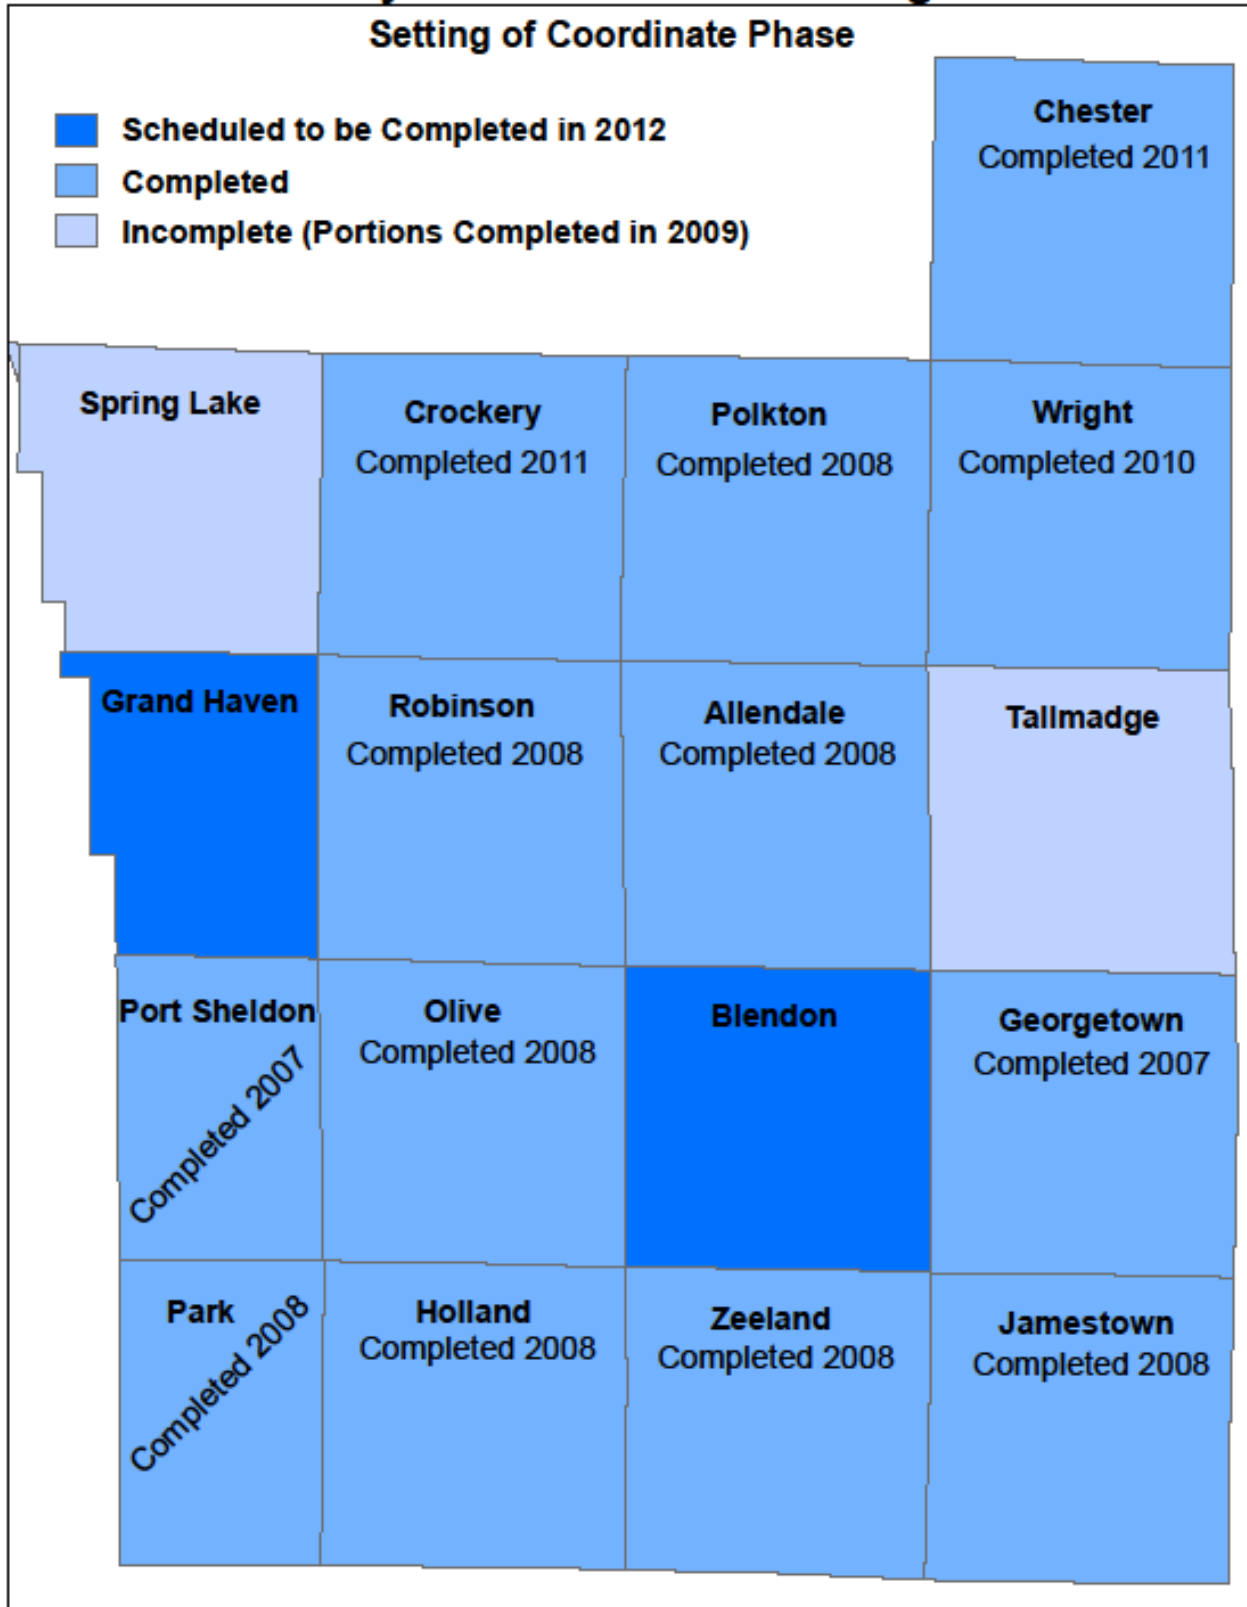 Setting of Coordinate Phase
Scheduled to be Completed in 2012
Completed
Incomplete (Portions Completed in 2009)
Chester
Completed 2011
Spring Lake
Crockery
Completed 2011
Polkton
Completed 2008
Wright
Completed 2010
Grand Haven
Robinson
Completed 2008
Allendale
Completed 2008
Tallmadge
Port Sheldon
Completed 2007
Olive
Completed 2008
Blendon
Georgetown
Completed 2007
Park
Completed 2008
Holland
Completed 2008
Zeeland
Completed 2008
Jamestown
Completed 2008